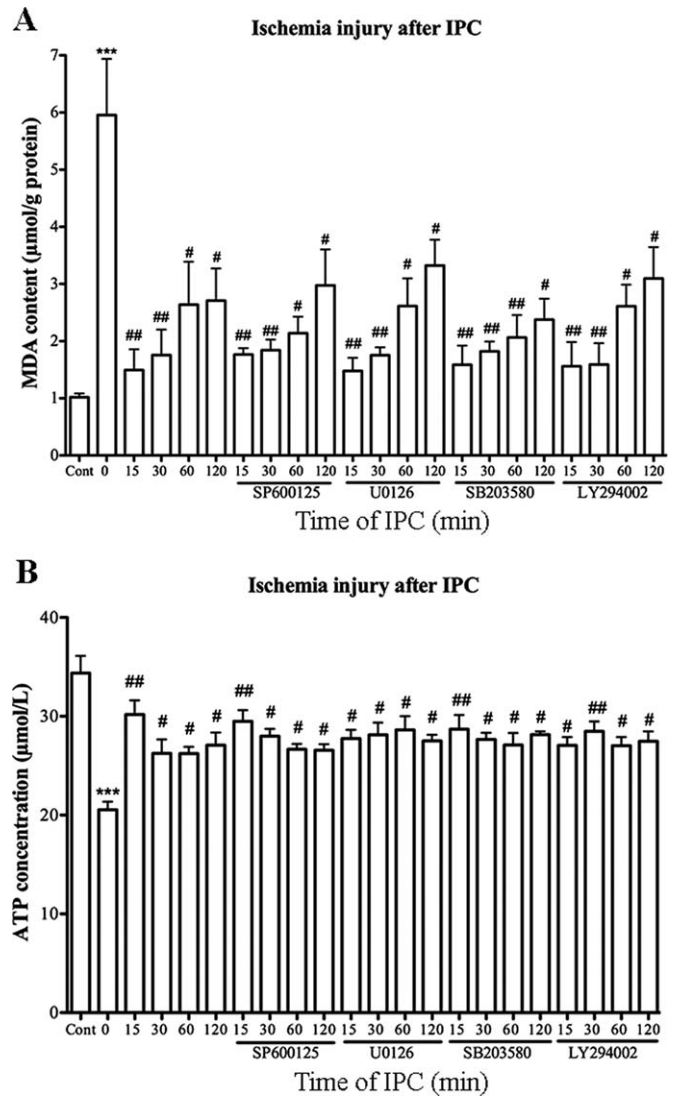 A
Ischemia injury after IPC
MDA content (μmol/g protein)
7
6
5
4
3
2
1
0
***
## ## # #
## ## # #
## ## # #
## ## ## #
## ## # #
Cont 0 15 30 60 120 15 30 60 120 15 30 60 120 15 30 60 120 15 30 60 120
SP600125 U0126 SB203580 LY294002
Time of IPC (min)
B
Ischemia injury after IPC
ATP concentration (μmol/L)
40
30
20
10
0
***
## # # #
## # # #
# # # #
## # # #
# ## # #
Cont 0 15 30 60 120 15 30 60 120 15 30 60 120 15 30 60 120 15 30 60 120
SP600125 U0126 SB203580 LY294002
Time of IPC (min)